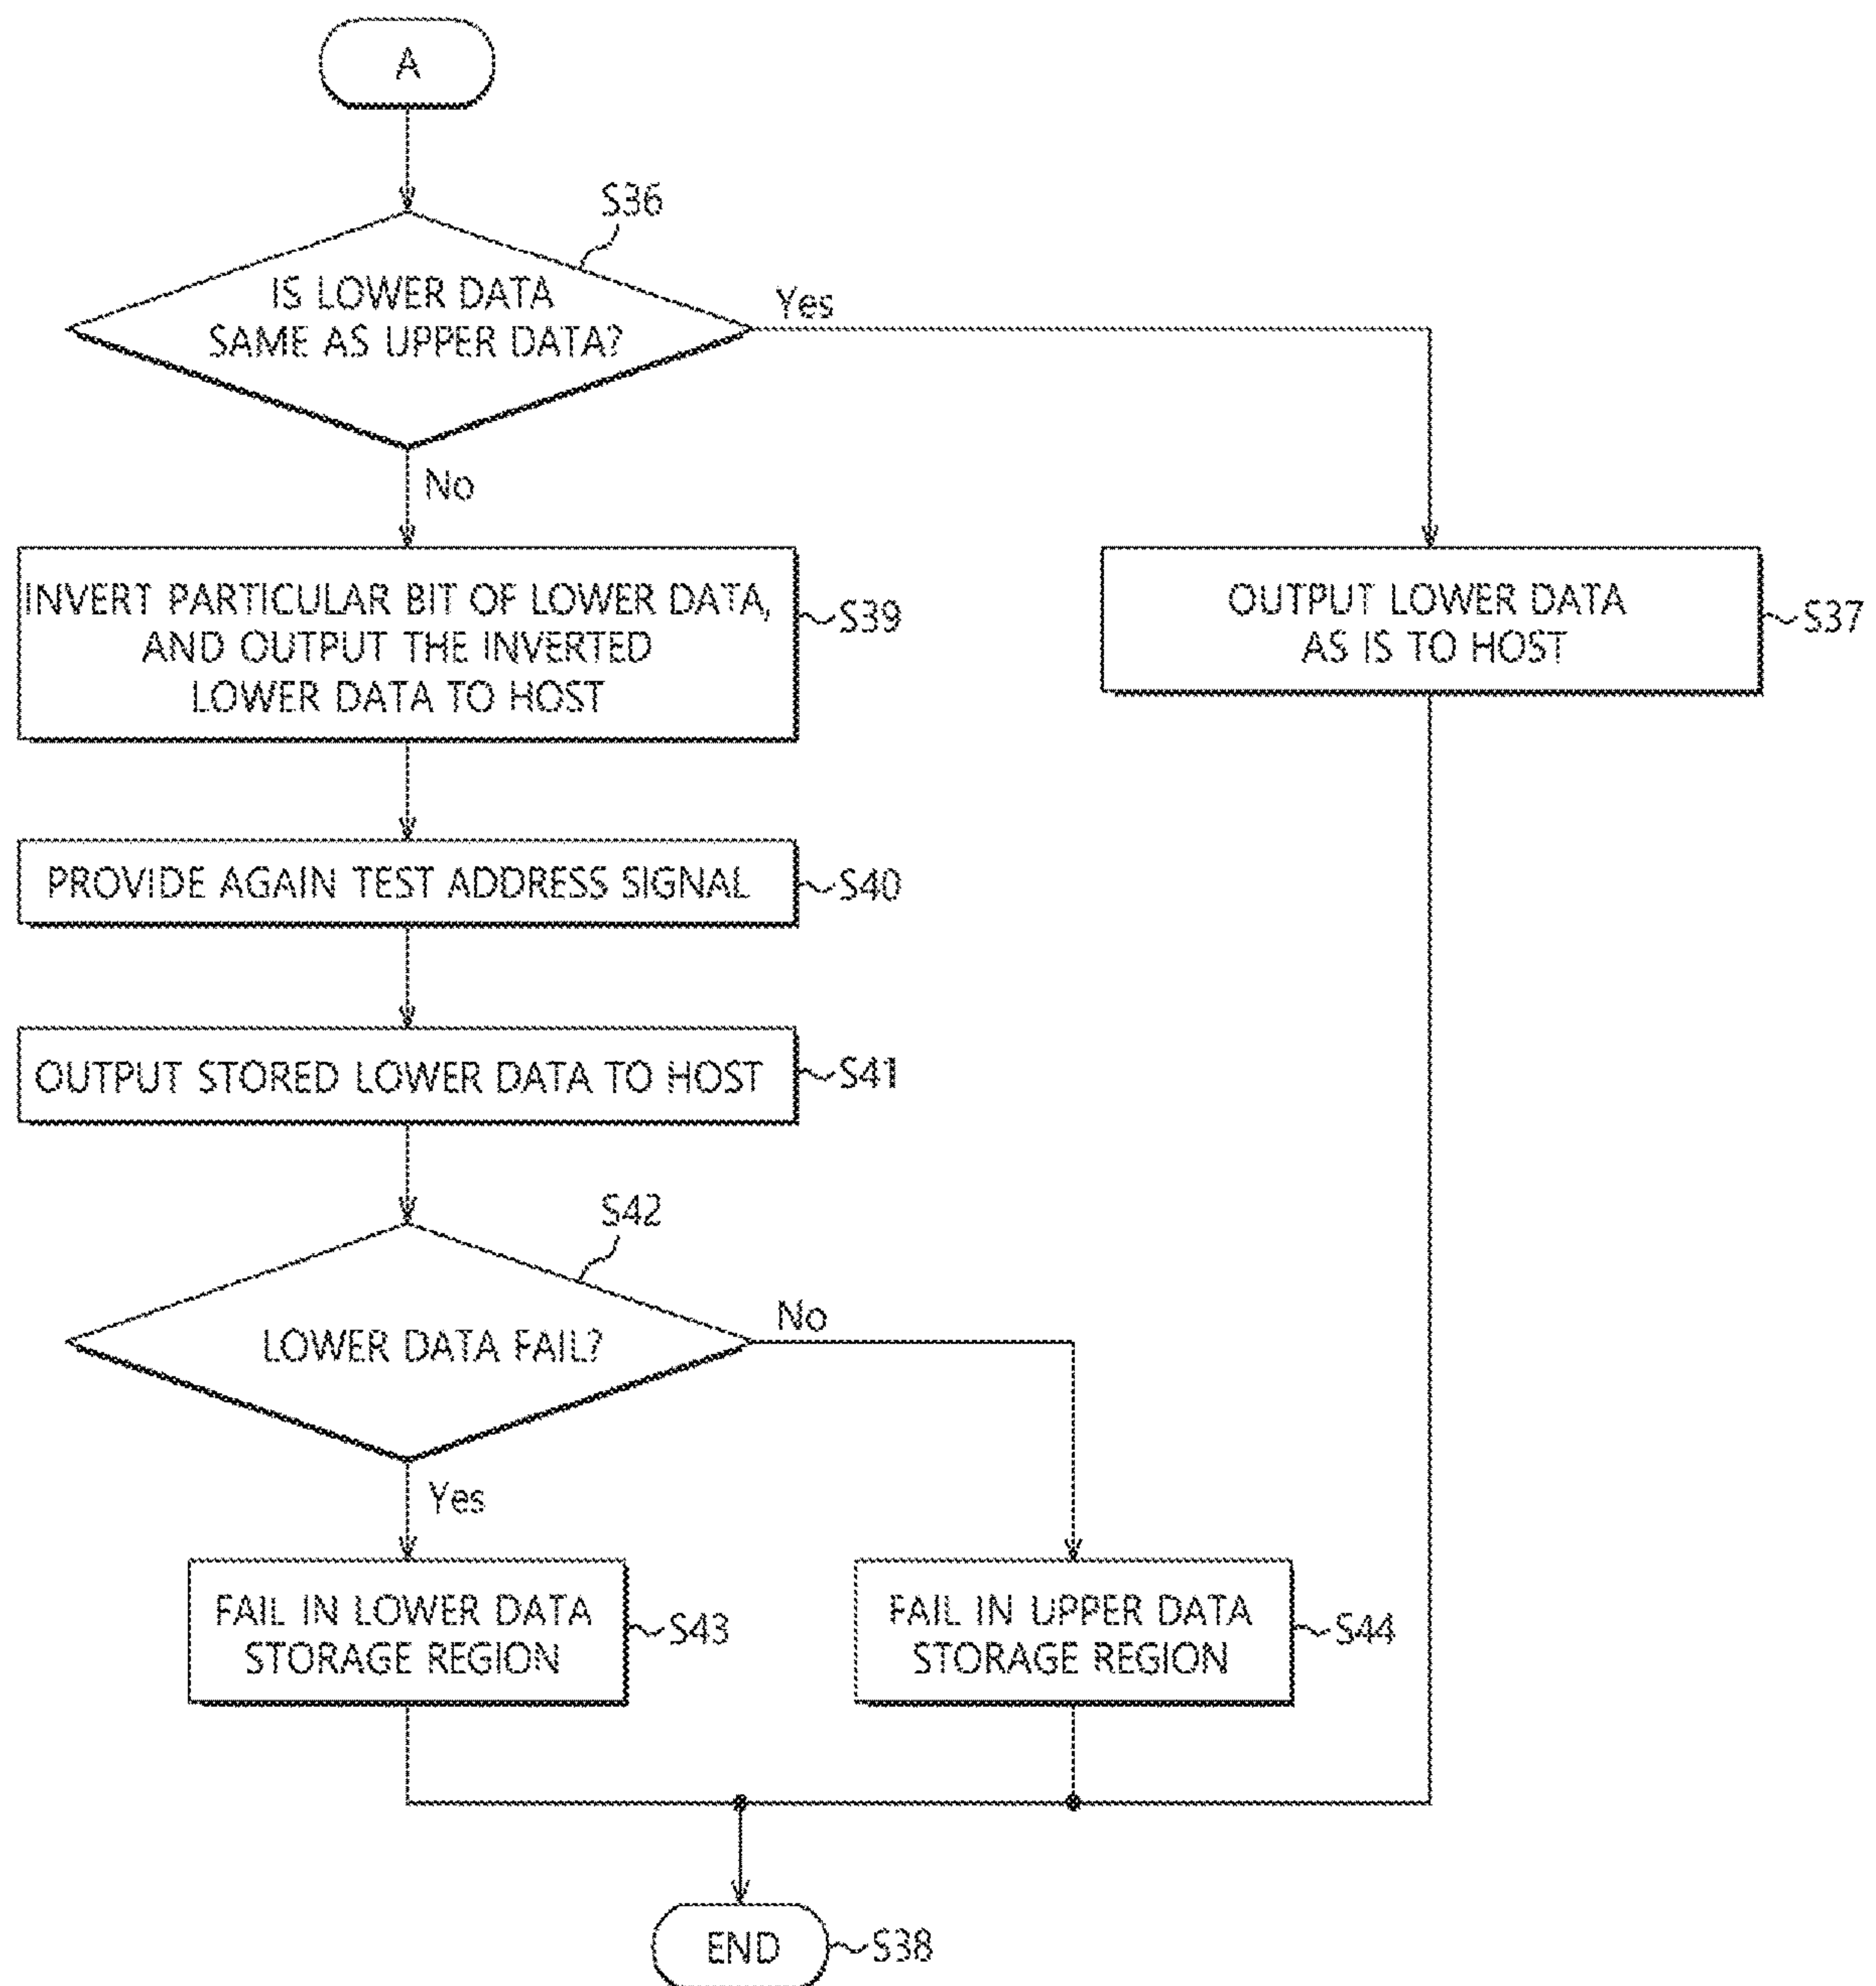 A
S36
IS LOWER DATA
SAME AS UPPER DATA?
Yes
No
INVERT PARTICULAR BIT OF LOWER DATA,
AND OUTPUT THE INVERTED
LOWER DATA TO HOST
S39
OUTPUT LOWER DATA
AS IS TO HOST
S37
PROVIDE AGAIN TEST ADDRESS SIGNAL
S40
OUTPUT STORED LOWER DATA TO HOST
S41
S42
LOWER DATA FAIL?
No
Yes
FAIL IN LOWER DATA
STORAGE REGION
S43
FAIL IN UPPER DATA
STORAGE REGION
S44
END
S38